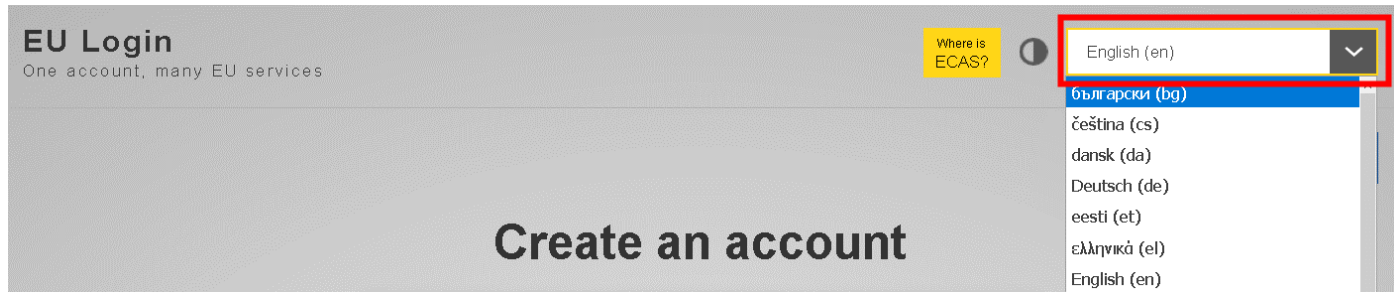 EU Login
One account, many EU services
Where is
ECAS?
English (en)
български (bg)
čeština (cs)
dansk (da)
Deutsch (de)
eesti (et)
ελληνικά (el)
English (en)
Create an account